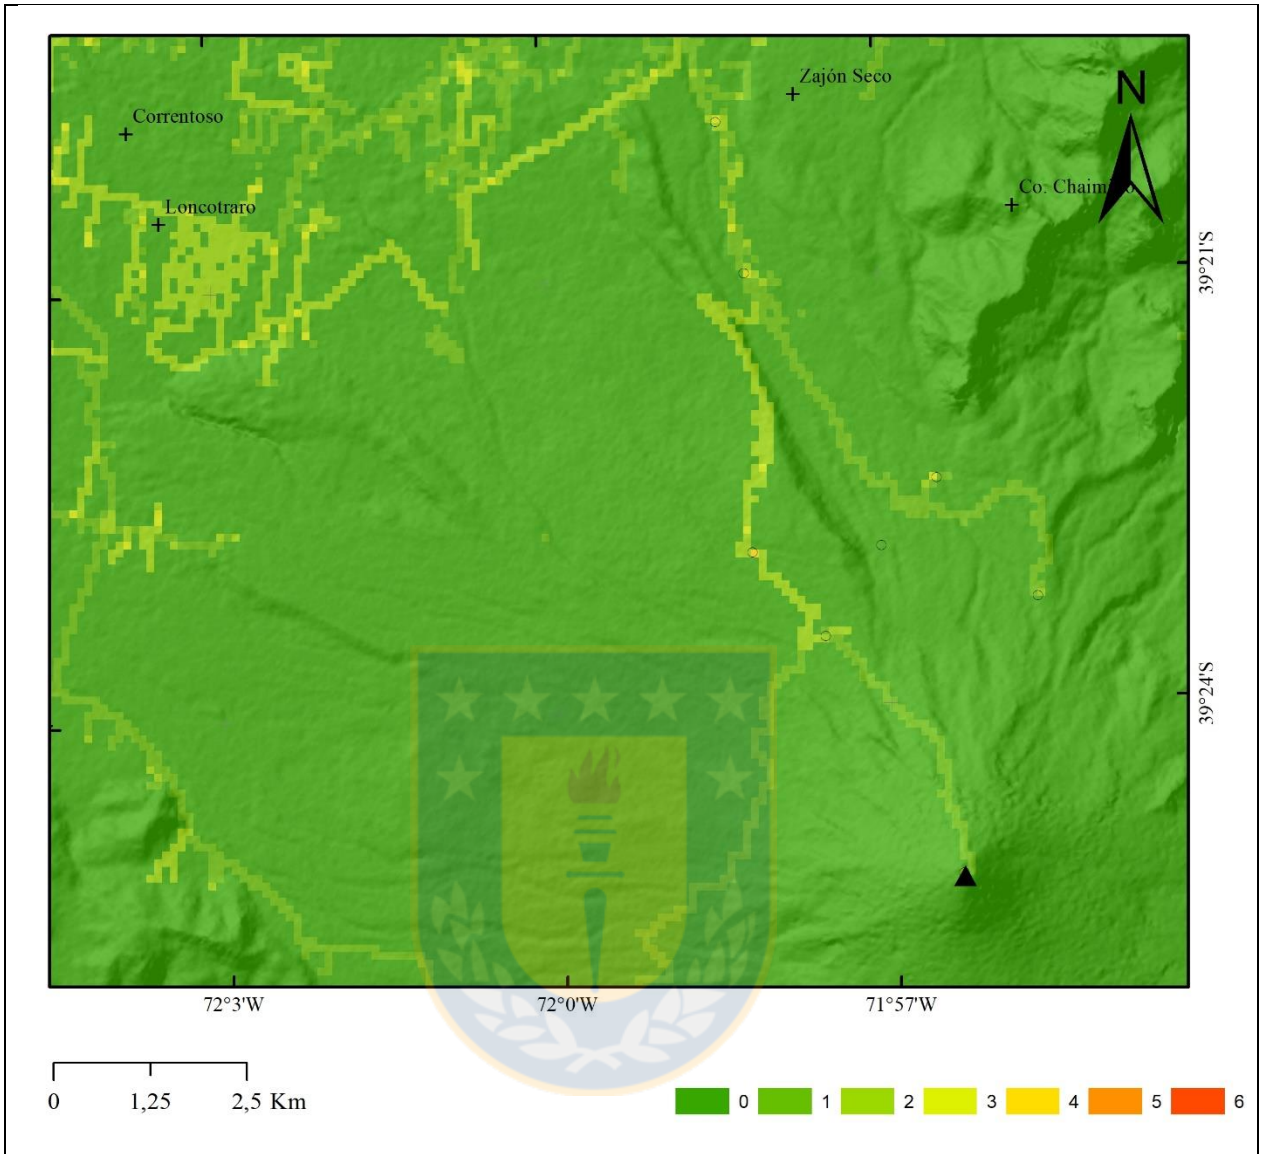 Zajón Seco
N
Correntoso
Co. Chaim
Loncotraro
39°21'S
39°24'S
72°3'W
72°0'W
71°57'W
0 1,25 2,5 Km
0 1 2 3 4 5 6